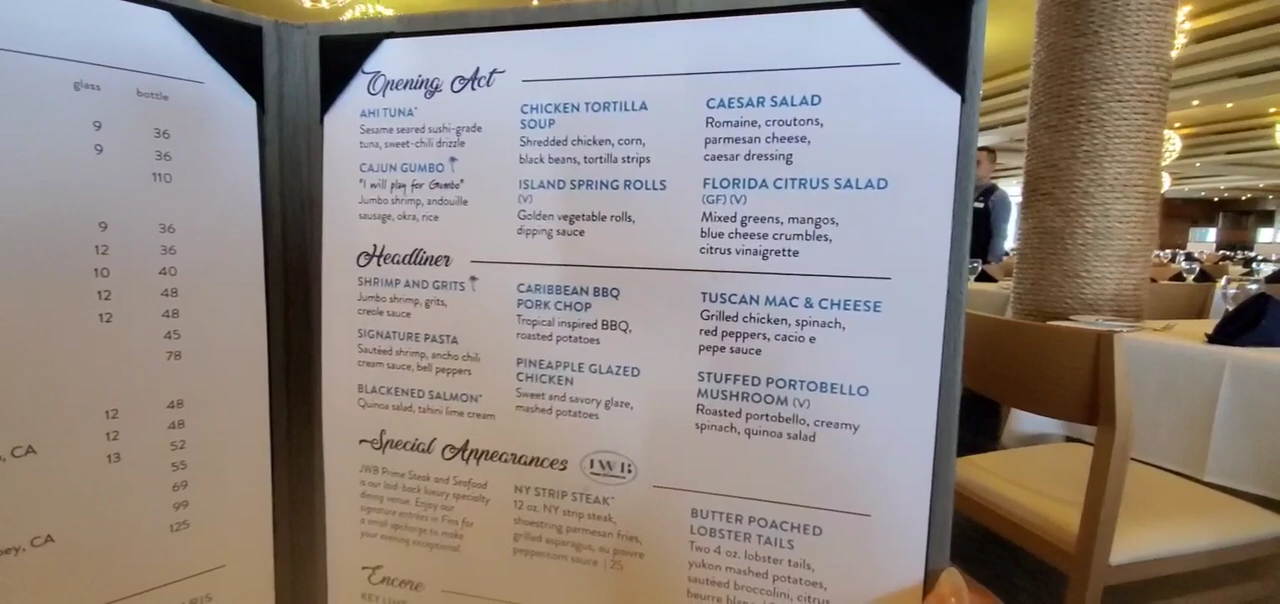 glass bottle
9 36
9 36
110
9 36
12 36
10 40
12 48
12 48
45
78
48
12 48
12 52
CA 13 55
69
99
125
CA
Opening Act
AHI TUNA*
Sesame seared sushi-grade
tuna, sweet-chili drizzle
CAJUN GUMBO
"I will play for Gumbo"
Jumbo shrimp, andouille
sausage, okra, rice
CHICKEN TORTILLA
SOUP
Shredded chicken, corn,
black beans, tortilla strips
ISLAND SPRING ROLLS
(V)
Golden vegetable rolls,
dipping sauce
CAESAR SALAD
Romaine, croutons,
parmesan cheese,
caesar dressing
FLORIDA CITRUS SALAD
(GF) (V)
Mixed greens, mangos,
blue cheese crumbles,
citrus vinaigrette
Headliner
SHRIMP AND GRITS
Jumbo shrimp, grits,
creole sauce
SIGNATURE PASTA
Sautéed shrimp, ancho chili
cream sauce, bell peppers
BLACKENED SALMON*
Quinoa salad, tahini lime cream
CARIBBEAN BBQ
PORK CHOP
Tropical inspired BBQ,
roasted potatoes
PINEAPPLE GLAZED
CHICKEN
Sweet and savory glaze,
mashed potatoes
TUSCAN MAC & CHEESE
Grilled chicken, spinach,
red peppers, cacio e
pepe sauce
STUFFED PORTOBELLO
MUSHROOM (V)
Roasted portobello, creamy
spinach, quinoa salad
Special Appearances JWB
JWB Prime Steak and Seafood
is our laid-back luxury specialty
dining venue. Enjoy our
signature entrées in Fins for
a small upcharge to make
your evening exceptional.
NY STRIP STEAK*
12 oz. NY strip steak,
shoestring parmesan fries,
grilled asparagus, au poivre
peppercorn sauce | 25
BUTTER POACHED
LOBSTER TAILS
Two 4 oz. lobster tails,
yukon mashed potatoes,
sautéed broccolini, citrus
beurre
Encore
KEY LIME